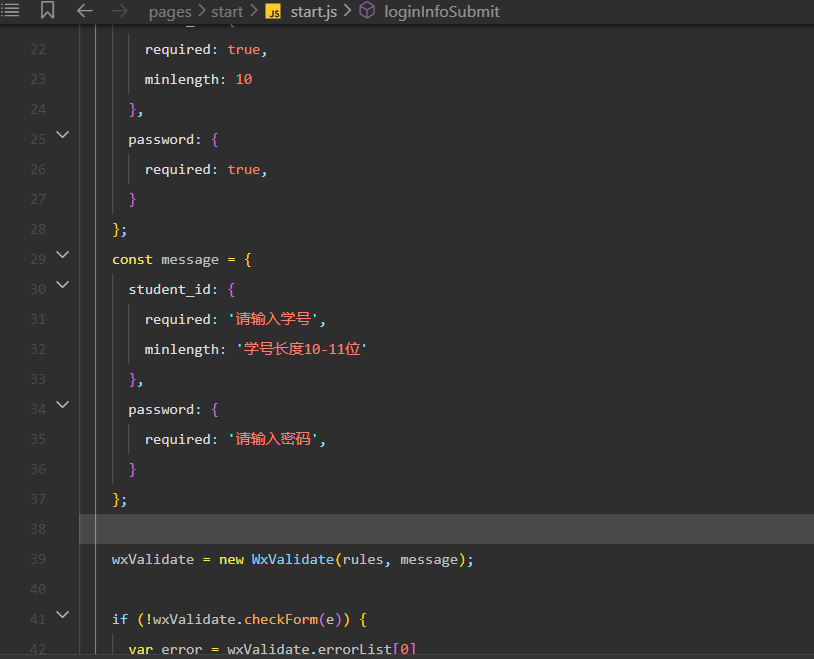 pages > start > JS start.js > loginInfoSubmit
22 required: true,
23 minlength: 10
24 },
25 password: {
26 required: true,
27 }
28 };
29 const message = {
30 student_id: {
31 required: '请输入学号',
32 minlength: '学号长度10-11位'
33 },
34 password: {
35 required: '请输入密码',
36 }
37 };
38
39 wxValidate = new WxValidate(rules, message);
40
41 if (!wxValidate.checkForm(e)) {
42 var error = wxValidate.errorList[0]